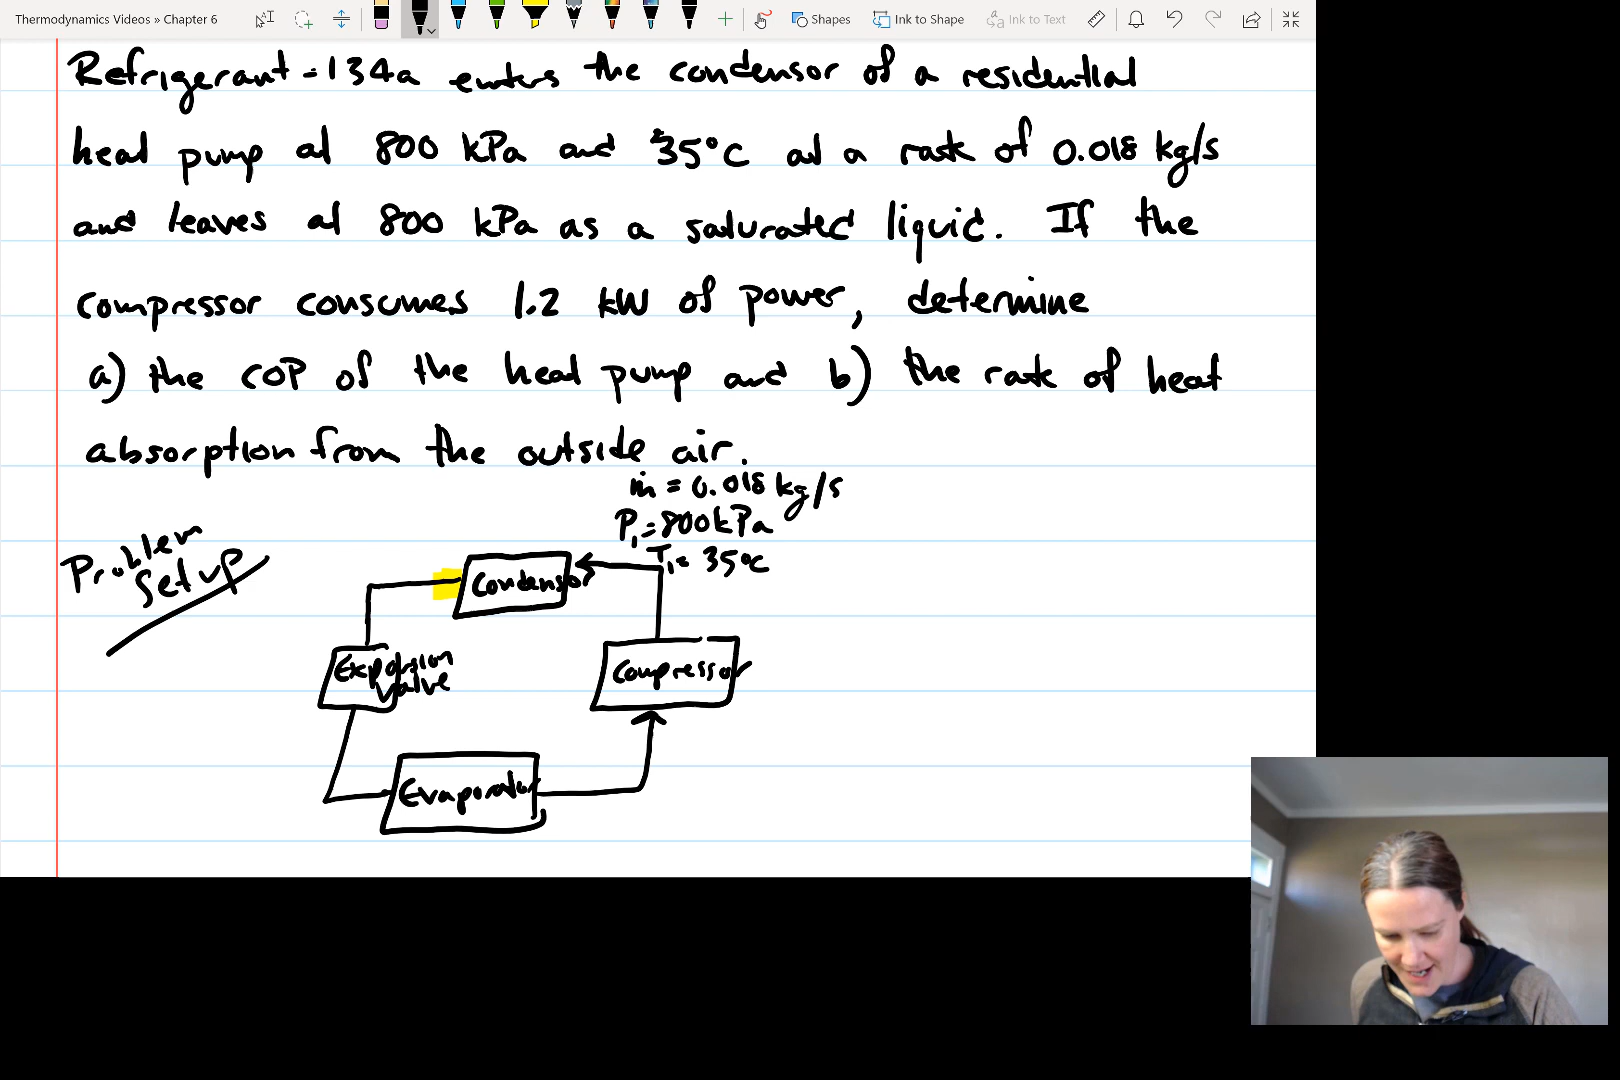 Thermodynamics Videos » Chapter 6
Shapes
Ink to Shape
Ink to Text
Refrigerant-134a enters the condensor of a residential
heat pump at 800 kPa and 35°C at a rate of 0.018 kg/s
and leaves at 800 kPa as a saturated liquid. If the
compressor consumes 1.2 kW of power, determine
a) the COP of the heat pump and b) the rate of heat
absorption from the outside air.
ṁ = 0.018 kg/s
P₁ = 800 kPa
T₁ = 35°C
Problem
Setup
Condensor
Expansion
Valve
Compressor
Evaporator